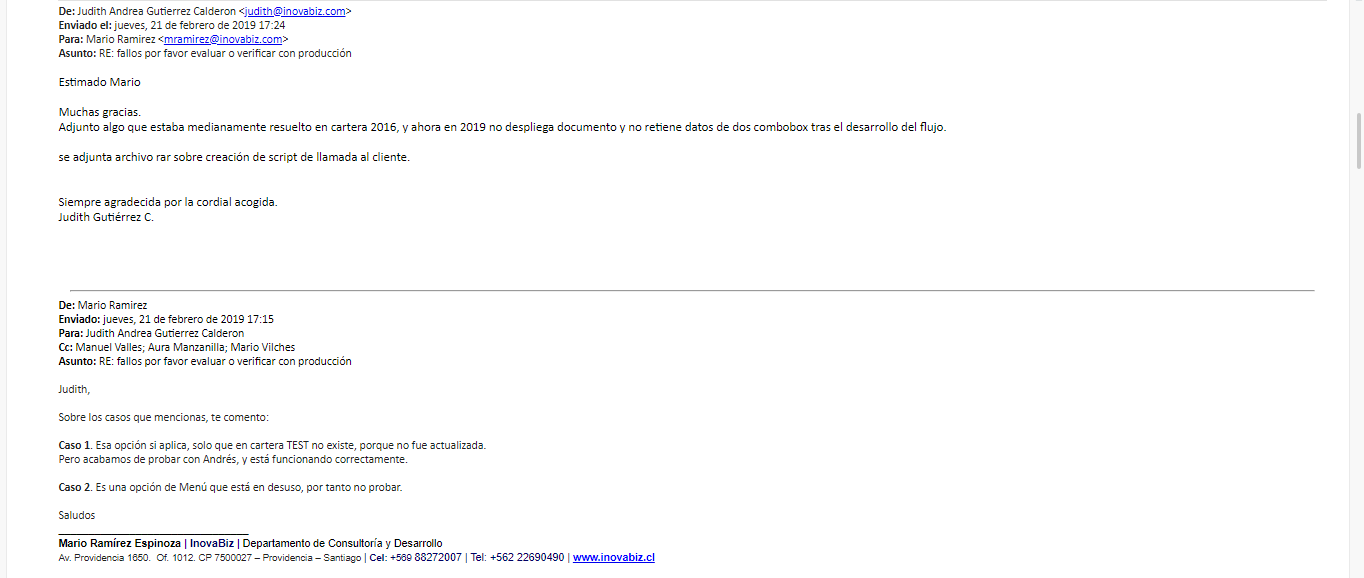 De: Judith Andrea Gutierrez Calderon <judith@inovabiz.com>
Enviado el: jueves, 21 de febrero de 2019 17:24
Para: Mario Ramirez <mramirez@inovabiz.com>
Asunto: RE: fallos por favor evaluar o verificar con producción
Estimado Mario
Muchas gracias.
Adjunto algo que estaba medianamente resuelto en cartera 2016, y ahora en 2019 no despliega documento y no retiene datos de dos combobox tras el desarrollo del flujo.
se adjunta archivo rar sobre creación de script de llamada al cliente.
Siempre agradecida por la cordial acogida.
Judith Gutiérrez C.
De: Mario Ramirez
Enviado: jueves, 21 de febrero de 2019 17:15
Para: Judith Andrea Gutierrez Calderon
Cc: Manuel Valles; Aura Manzanilla; Mario Vilches
Asunto: RE: fallos por favor evaluar o verificar con producción
Judith,
Sobre los casos que mencionas, te comento:
Caso 1. Esa opción si aplica, solo que en cartera TEST no existe, porque no fue actualizada.
Pero acabamos de probar con Andrés, y está funcionando correctamente.
Caso 2. Es una opción de Menú que está en desuso, por tanto no probar.
Saludos
Mario Ramírez Espinoza | InovaBiz | Departamento de Consultoría y Desarrollo
Av. Providencia 1650. Of. 1012. CP 7500027 – Providencia – Santiago | Cel: +569 88272007 | Tel: +562 22690490 | www.inovabiz.cl